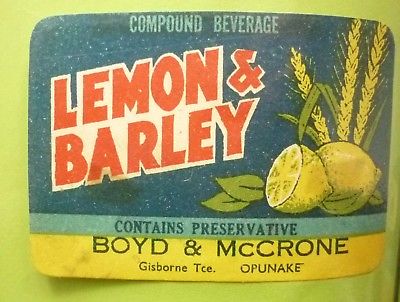 COMPOUND BEVERAGE
LEMON &
BARLEY
CONTAINS PRESERVATIVE
BOYD & McCRONE
Gisborne Tce. OPUNAKE